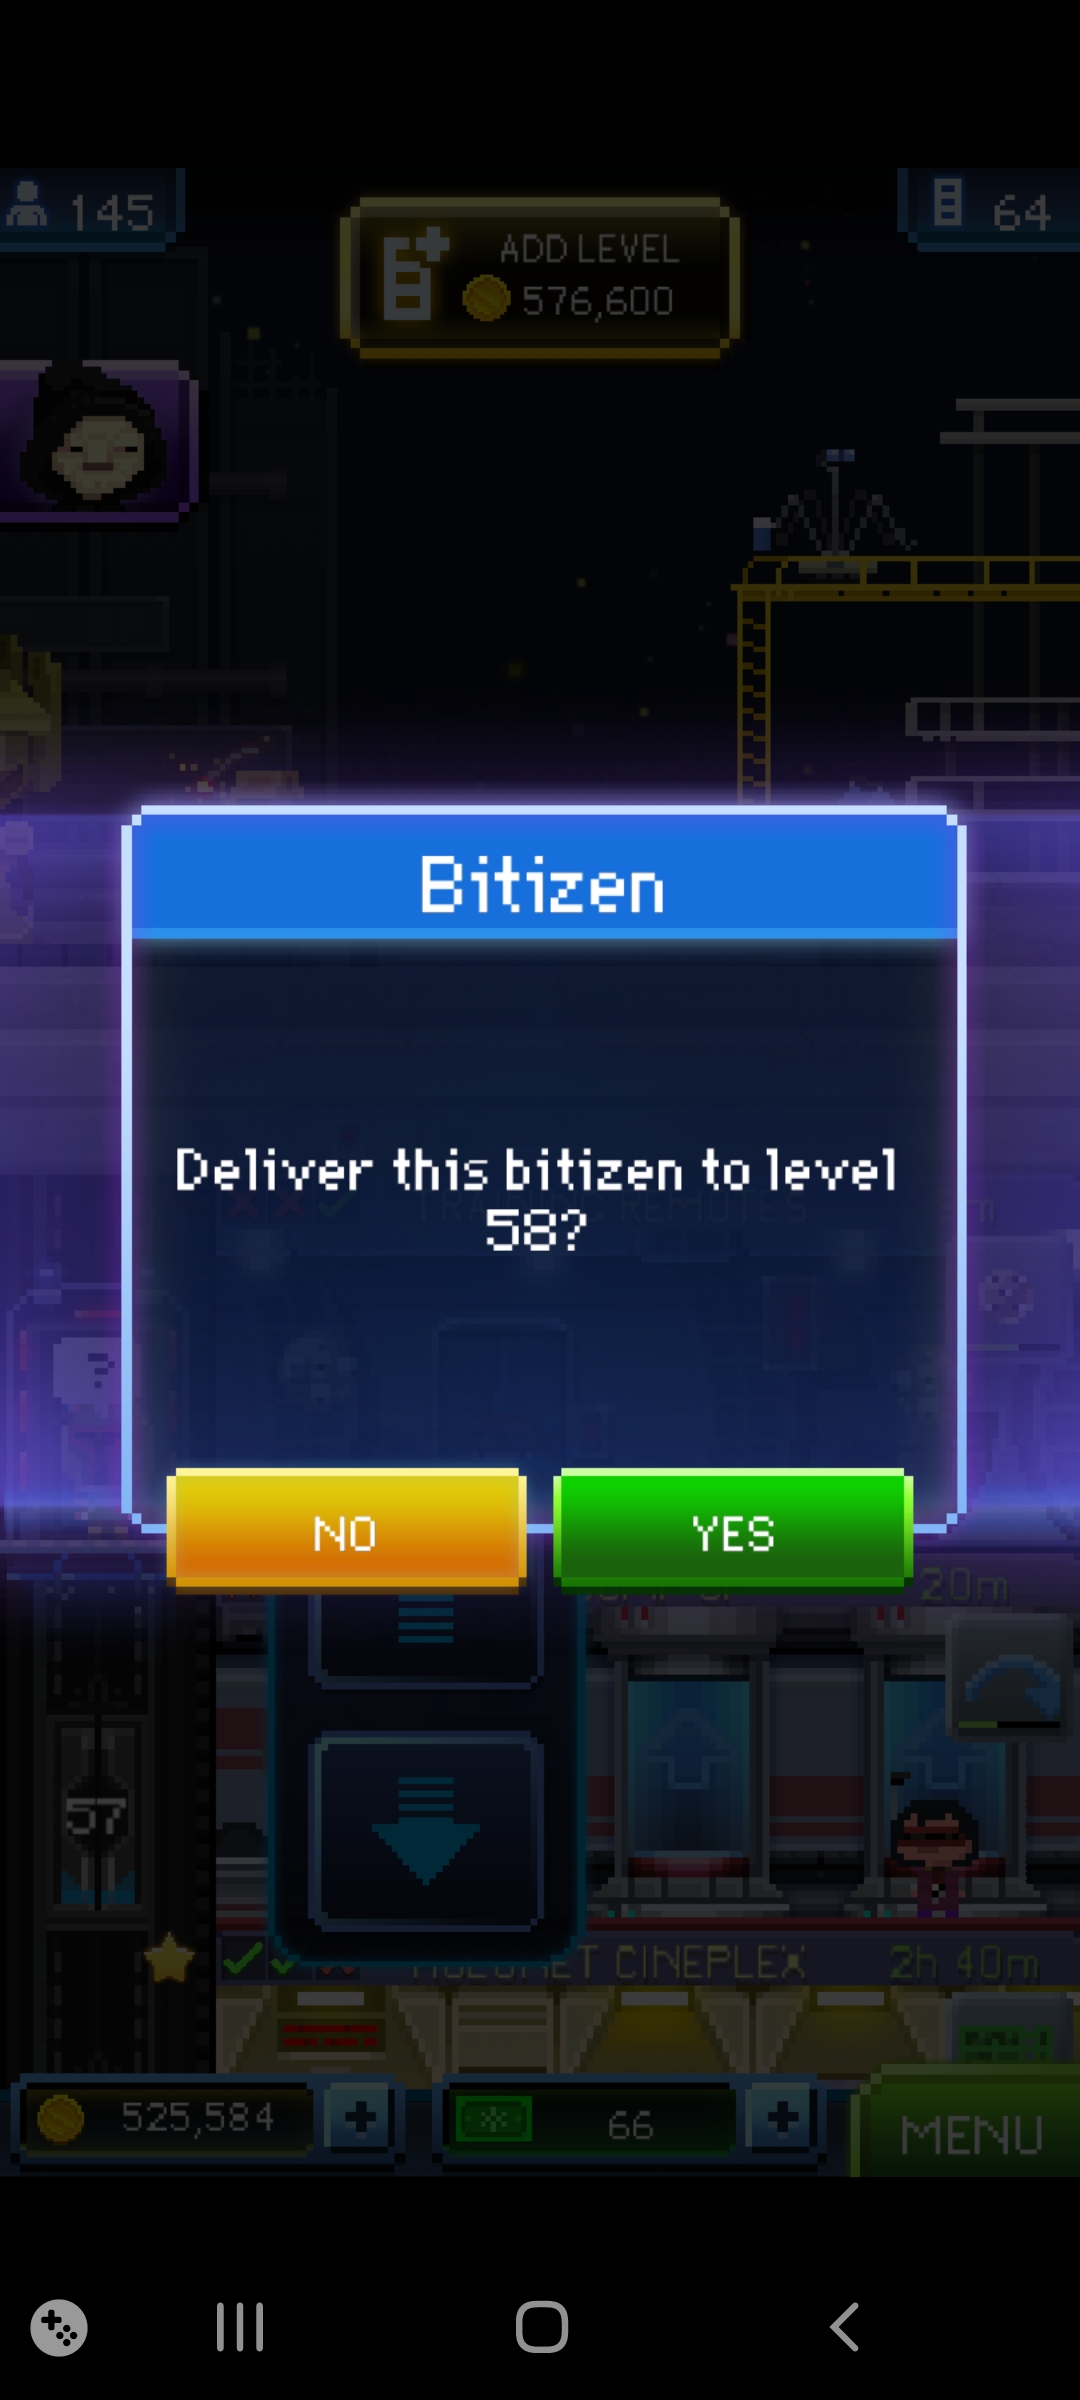 145
64
ADD LEVEL
576,600
Bitizen
Deliver this bitizen to level
58?
REMOTES
?
NO
YES
20m
57
CINEPLEX
2h 40m
525,584
66
MENU